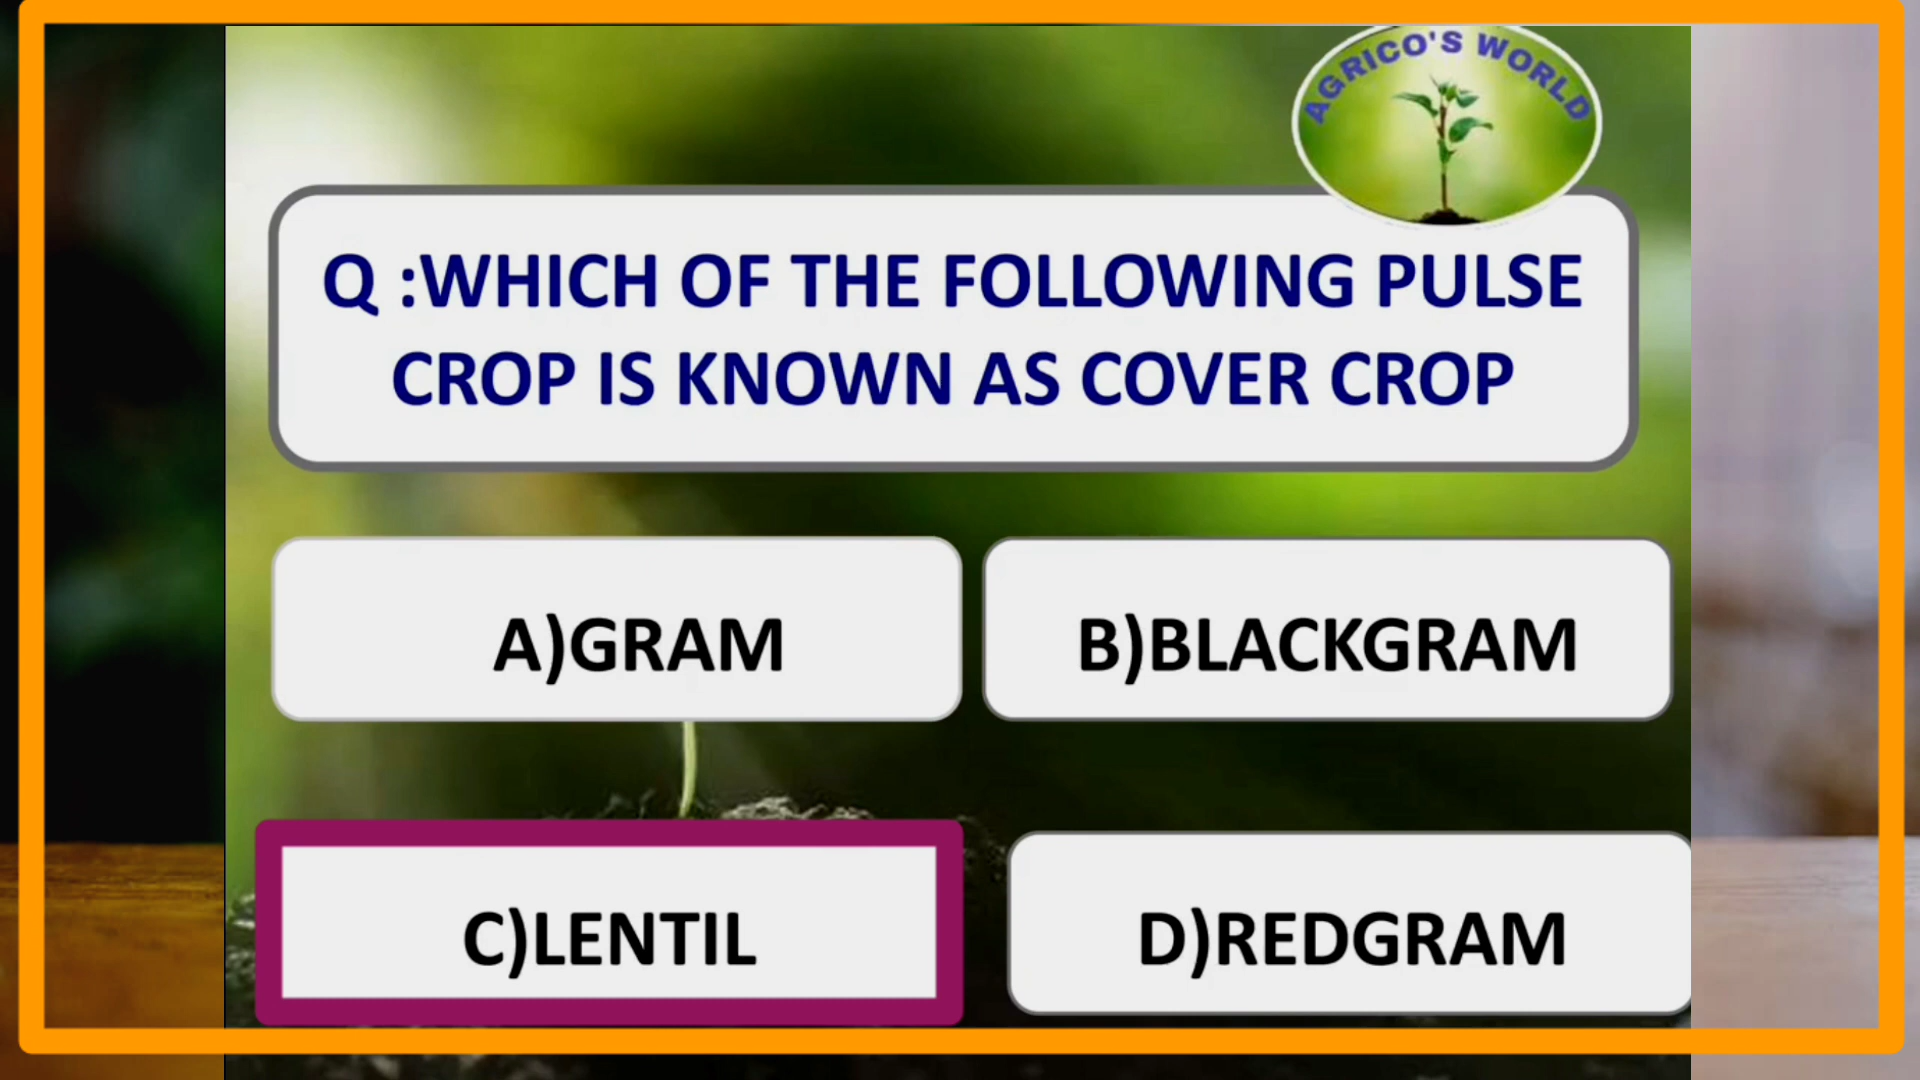 AGRICO'S WORLD
Q :WHICH OF THE FOLLOWING PULSE
CROP IS KNOWN AS COVER CROP
A)GRAM
B)BLACKGRAM
C)LENTIL
D)REDGRAM